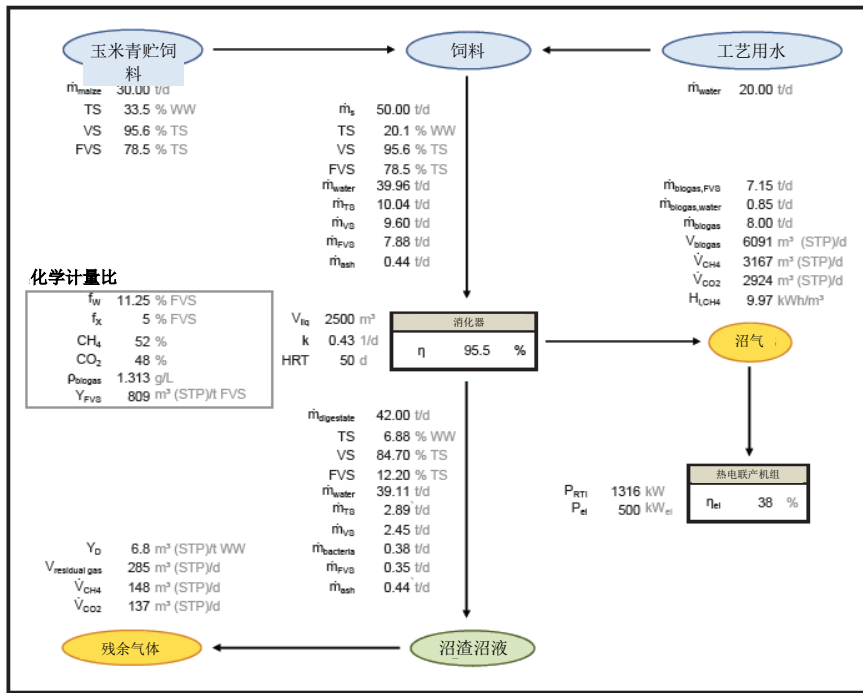 玉米青贮饲
料
饲料
工艺用水
ṁmaize 30.00 t/d
TS 33.5 % WW
VS 95.6 % TS
FVS 78.5 % TS
ṁs 50.00 t/d
TS 20.1 % WW
VS 95.6 % TS
FVS 78.5 % TS
ṁwater 39.96 t/d
ṁTS 10.04 t/d
ṁVS 9.60 t/d
ṁFVS 7.88 t/d
ṁash 0.44 t/d
ṁwater 20.00 t/d
ṁbiogas,FVS 7.15 t/d
ṁbiogas,water 0.85 t/d
ṁbiogas 8.00 t/d
Vbiogas 6091 m³ (STP)/d
V̇CH4 3167 m³ (STP)/d
V̇CO2 2924 m³ (STP)/d
Hi,CH4 9.97 kWh/m³
化学计量比
fW 11.25 % FVS
fX 5 % FVS
CH₄ 52 %
CO₂ 48 %
ρbiogas 1.313 g/L
YFVS 809 m³ (STP)/t FVS
Vliq 2500 m³
k 0.43 1/d
HRT 50 d
消化器
η 95.5 %
沼气
ṁdigestate 42.00 t/d
TS 6.88 % WW
VS 84.70 % TS
FVS 12.20 % TS
ṁwater 39.11 t/d
ṁTS 2.89 t/d
ṁVS 2.45 t/d
ṁbacteria 0.38 t/d
ṁFVS 0.35 t/d
ṁash 0.44 t/d
PRTI 1316 kW
Pel 500 kWel
热电联产机组
ηel 38 %
YD 6.8 m³ (STP)/t WW
Vresidual gas 285 m³ (STP)/d
V̇CH4 148 m³ (STP)/d
V̇CO2 137 m³ (STP)/d
残余气体
沼渣沼液